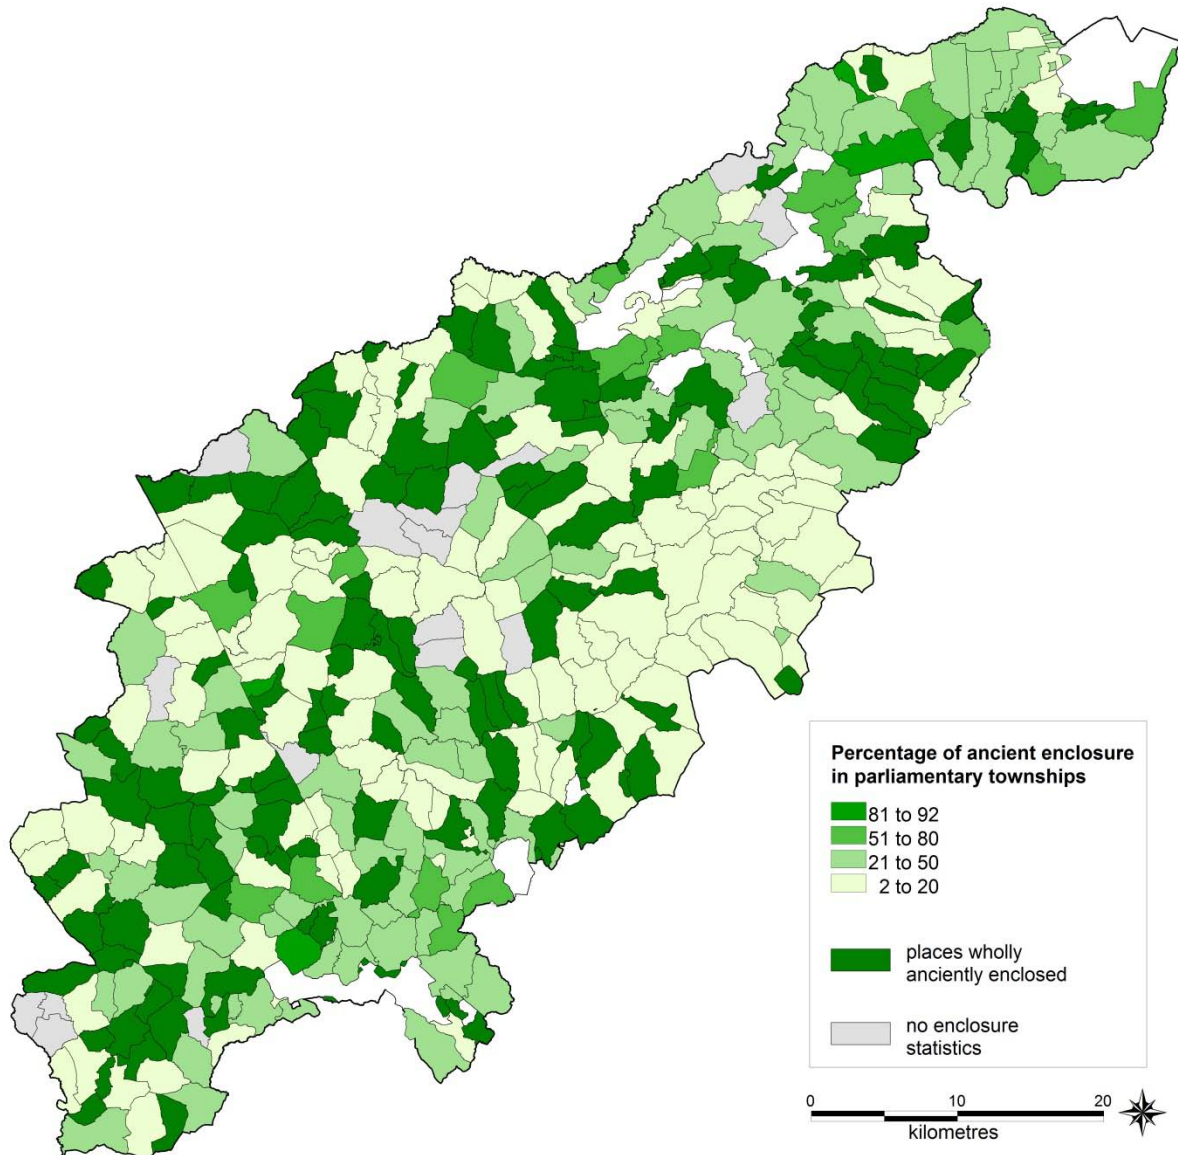 Percentage of ancient enclosure
in parliamentary townships
81 to 92
51 to 80
21 to 50
2 to 20
places wholly
anciently enclosed
no enclosure
statistics
0 10 20
kilometres